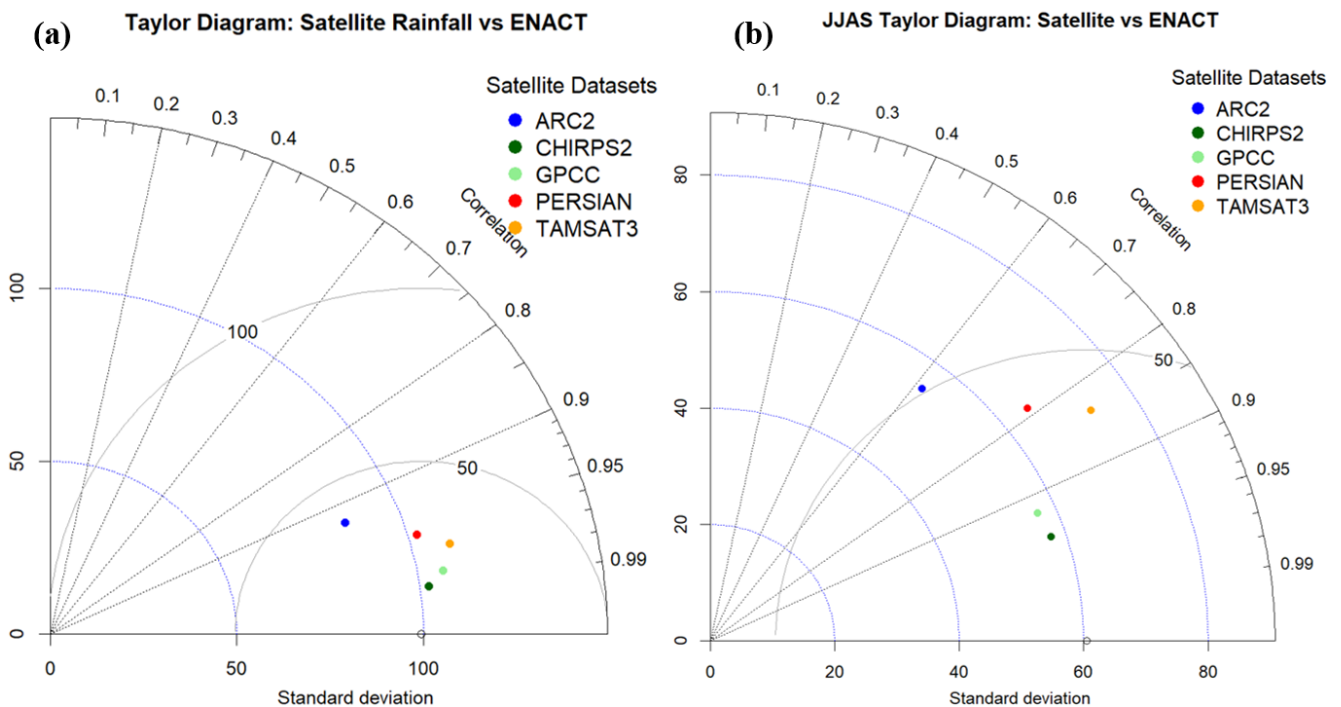 (a)
Taylor Diagram: Satellite Rainfall vs ENACT
Satellite Datasets
ARC2
CHIRPS2
GPCC
PERSIAN
TAMSAT3
Correlation
0.1
0.2
0.3
0.4
0.5
0.6
0.7
0.8
0.9
0.95
0.99
100
50
100
50
0
0
50
100
Standard deviation
(b)
JJAS Taylor Diagram: Satellite vs ENACT
Satellite Datasets
ARC2
CHIRPS2
GPCC
PERSIAN
TAMSAT3
Correlation
0.1
0.2
0.3
0.4
0.5
0.6
0.7
0.8
0.9
0.95
0.99
50
80
60
40
20
0
0
20
40
60
80
Standard deviation